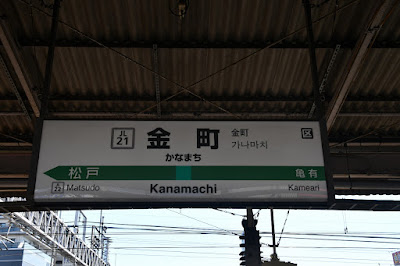 JL
21
金町
金町
가나마치
区
かなまち
松戸
亀有
JL
22
Matsudo
Kanamachi
Kameari